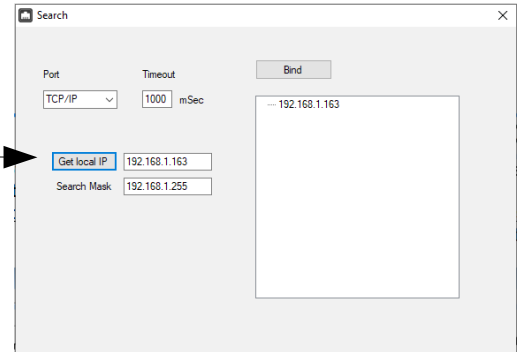 Search
Port
Timeout
Bind
TCP/IP
1000 mSec
192.168.1.163
Get local IP 192.168.1.163
Search Mask 192.168.1.255